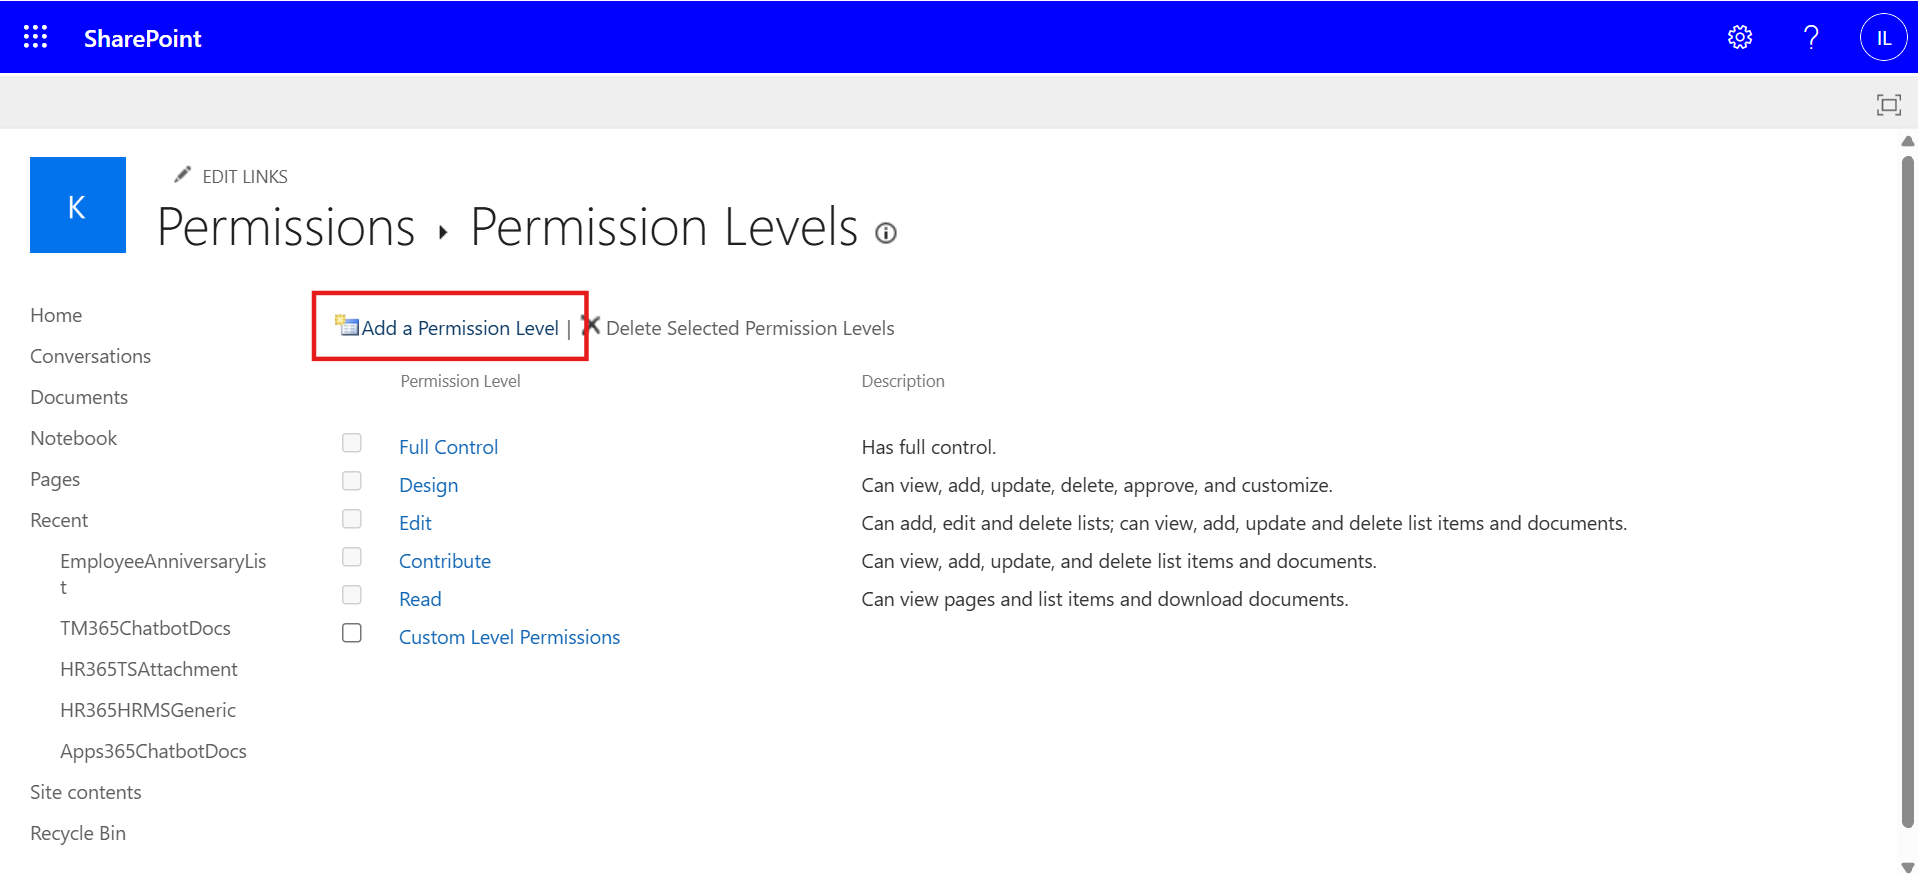 SharePoint
?
IL
K
EDIT LINKS
Permissions ▸ Permission Levels
Home
Conversations
Documents
Notebook
Pages
Recent
EmployeeAnniversaryLis
t
TM365ChatbotDocs
HR365TSAttachment
HR365HRMSGeneric
Apps365ChatbotDocs
Site contents
Recycle Bin
Add a Permission Level | Delete Selected Permission Levels
Permission Level Description
Full Control Has full control.
Design Can view, add, update, delete, approve, and customize.
Edit Can add, edit and delete lists; can view, add, update and delete list items and documents.
Contribute Can view, add, update, and delete list items and documents.
Read Can view pages and list items and download documents.
Custom Level Permissions